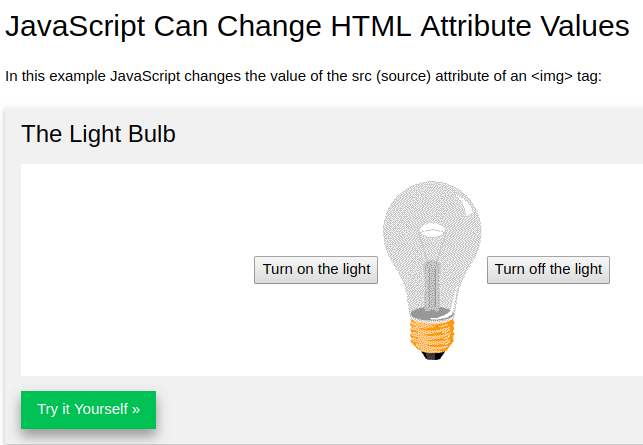 JavaScript Can Change HTML Attribute Values
In this example JavaScript changes the value of the src (source) attribute of an <img> tag:
The Light Bulb
Turn on the light
Turn off the light
Try it Yourself »